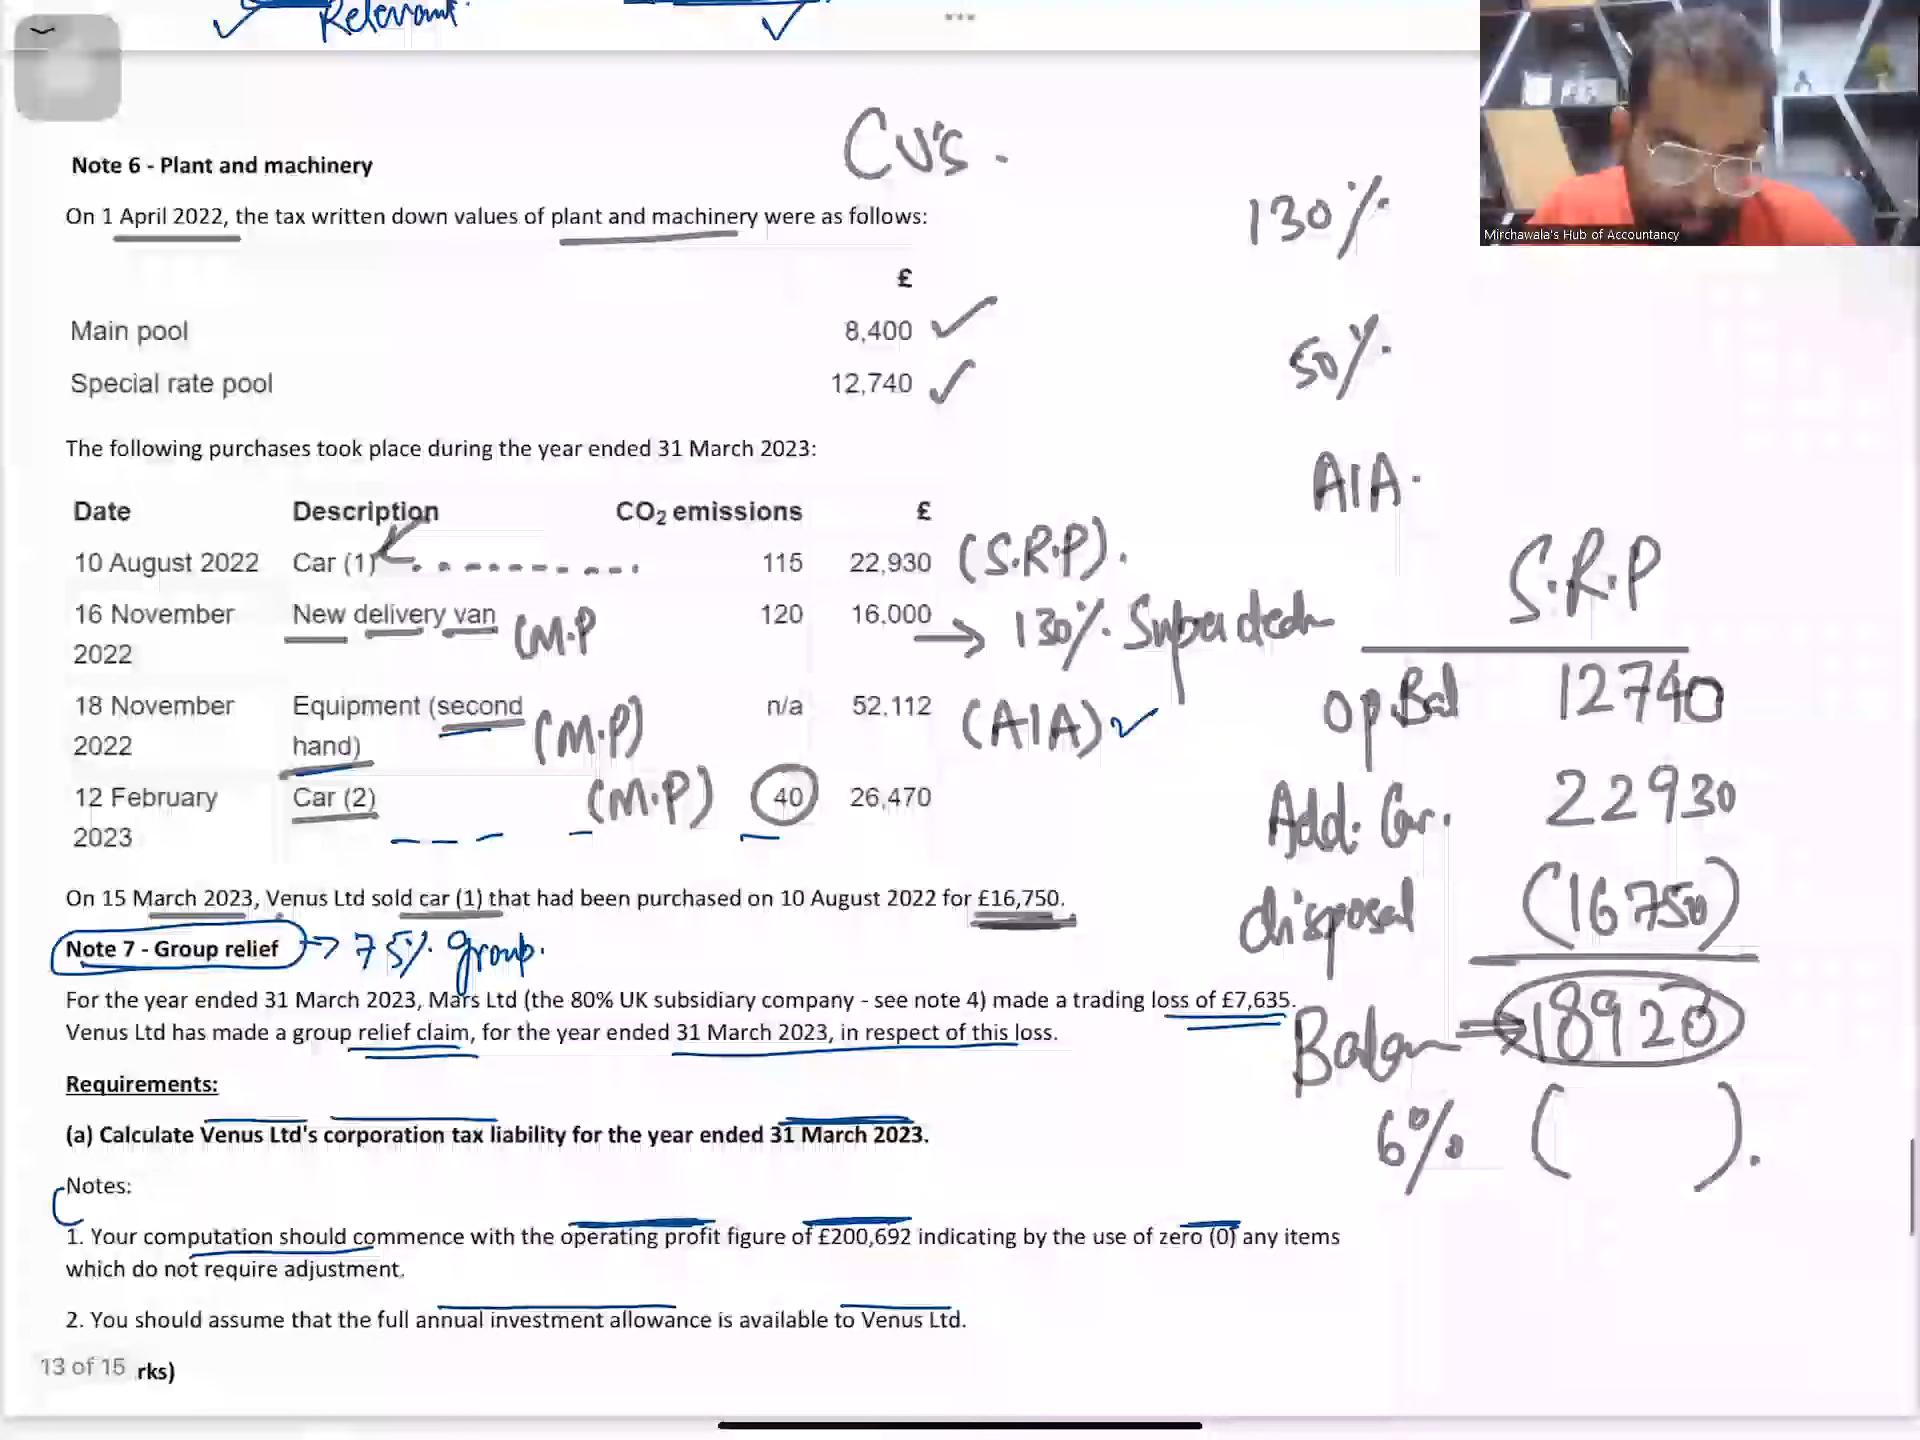 Relevant.
Note 6 - Plant and machinery
CU's.
On 1 April 2022, the tax written down values of plant and machinery were as follows:
130%
£
Main pool 8,400
50%
Special rate pool 12,740
The following purchases took place during the year ended 31 March 2023:
AIA.
Date Description CO2 emissions £
10 August 2022 Car (1) 115 22,930 (S.R.P).
16 November 2022 New delivery van (M.P 120 16,000 → 130%
18 November 2022 Equipment (second hand) (M.P) n/a 52,112 (AIA)
12 February 2023 Car (2) (M.P) 40 26,470
S.R.P
Op.Bal 12740
Add: Car. 22930
disposal (16750)
Balan ⇒ 18920
6% ( ).
On 15 March 2023, Venus Ltd sold car (1) that had been purchased on 10 August 2022 for £16,750.
Note 7 - Group relief → 75% group.
For the year ended 31 March 2023, Mars Ltd (the 80% UK subsidiary company - see note 4) made a trading loss of £7,635.
Venus Ltd has made a group relief claim, for the year ended 31 March 2023, in respect of this loss.
Requirements:
(a) Calculate Venus Ltd's corporation tax liability for the year ended 31 March 2023.
Notes:
1. Your computation should commence with the operating profit figure of £200,692 indicating by the use of zero (0) any items
which do not require adjustment.
2. You should assume that the full annual investment allowance is available to Venus Ltd.
13 of 15 rks)
Mirchawala's Hub of Accountancy